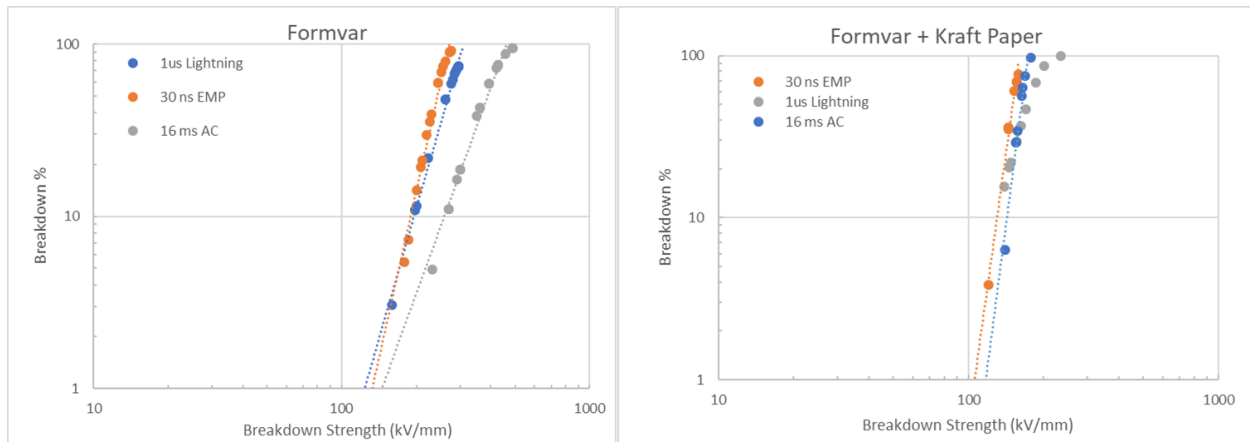 Formvar
100
10
1
10
100
1000
Breakdown %
Breakdown Strength (kV/mm)
1us Lightning
30 ns EMP
16 ms AC
Formvar + Kraft Paper
100
10
1
10
100
1000
Breakdown %
Breakdown Strength (kV/mm)
30 ns EMP
1us Lightning
16 ms AC